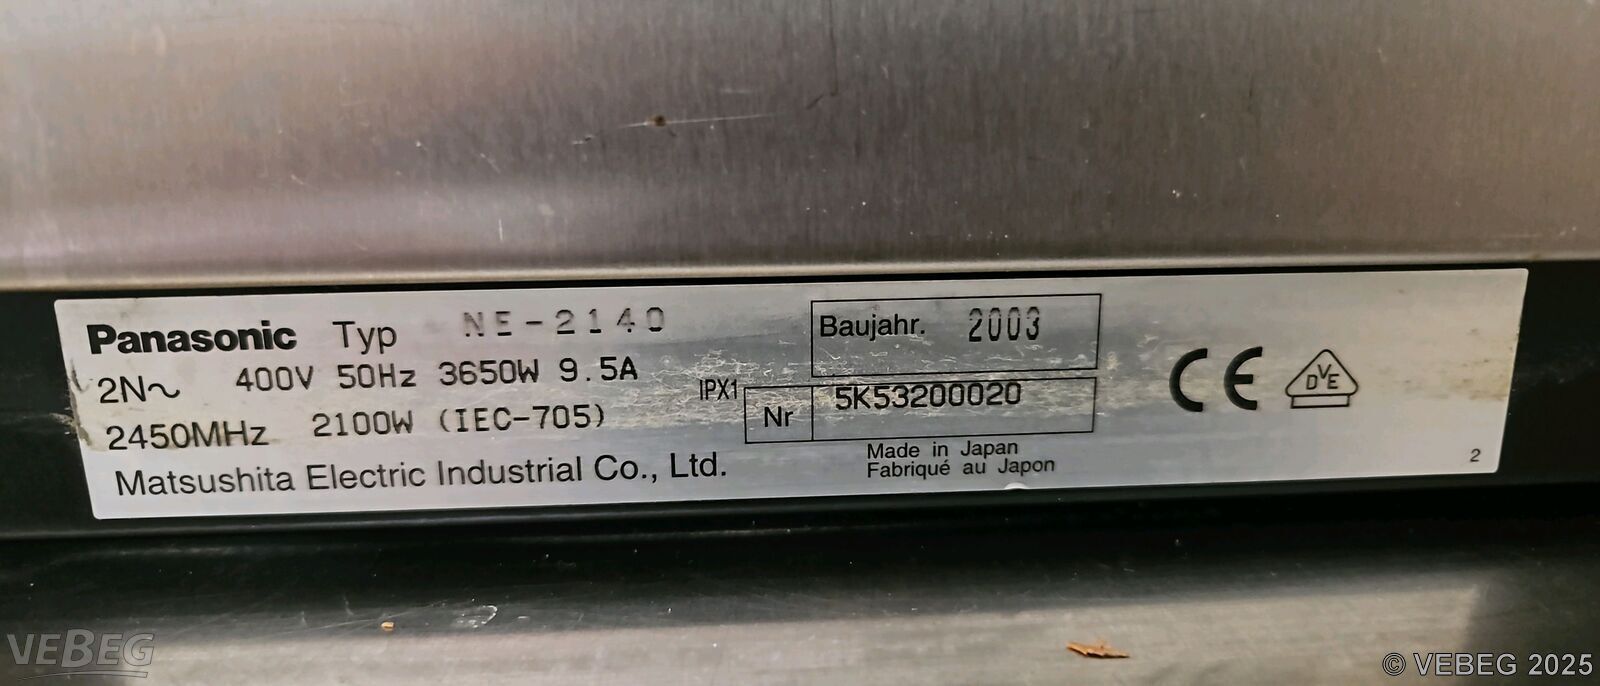 Panasonic Typ NE-2140
2N~ 400V 50Hz 3650W 9.5A
2450MHz 2100W (IEC-705)
Matsushita Electric Industrial Co., Ltd.
IPX1
Baujahr. 2003
Nr 5K53200020
Made in Japan
Fabriqué au Japon
CE
DVE
2
VEBEG
© VEBEG 2025